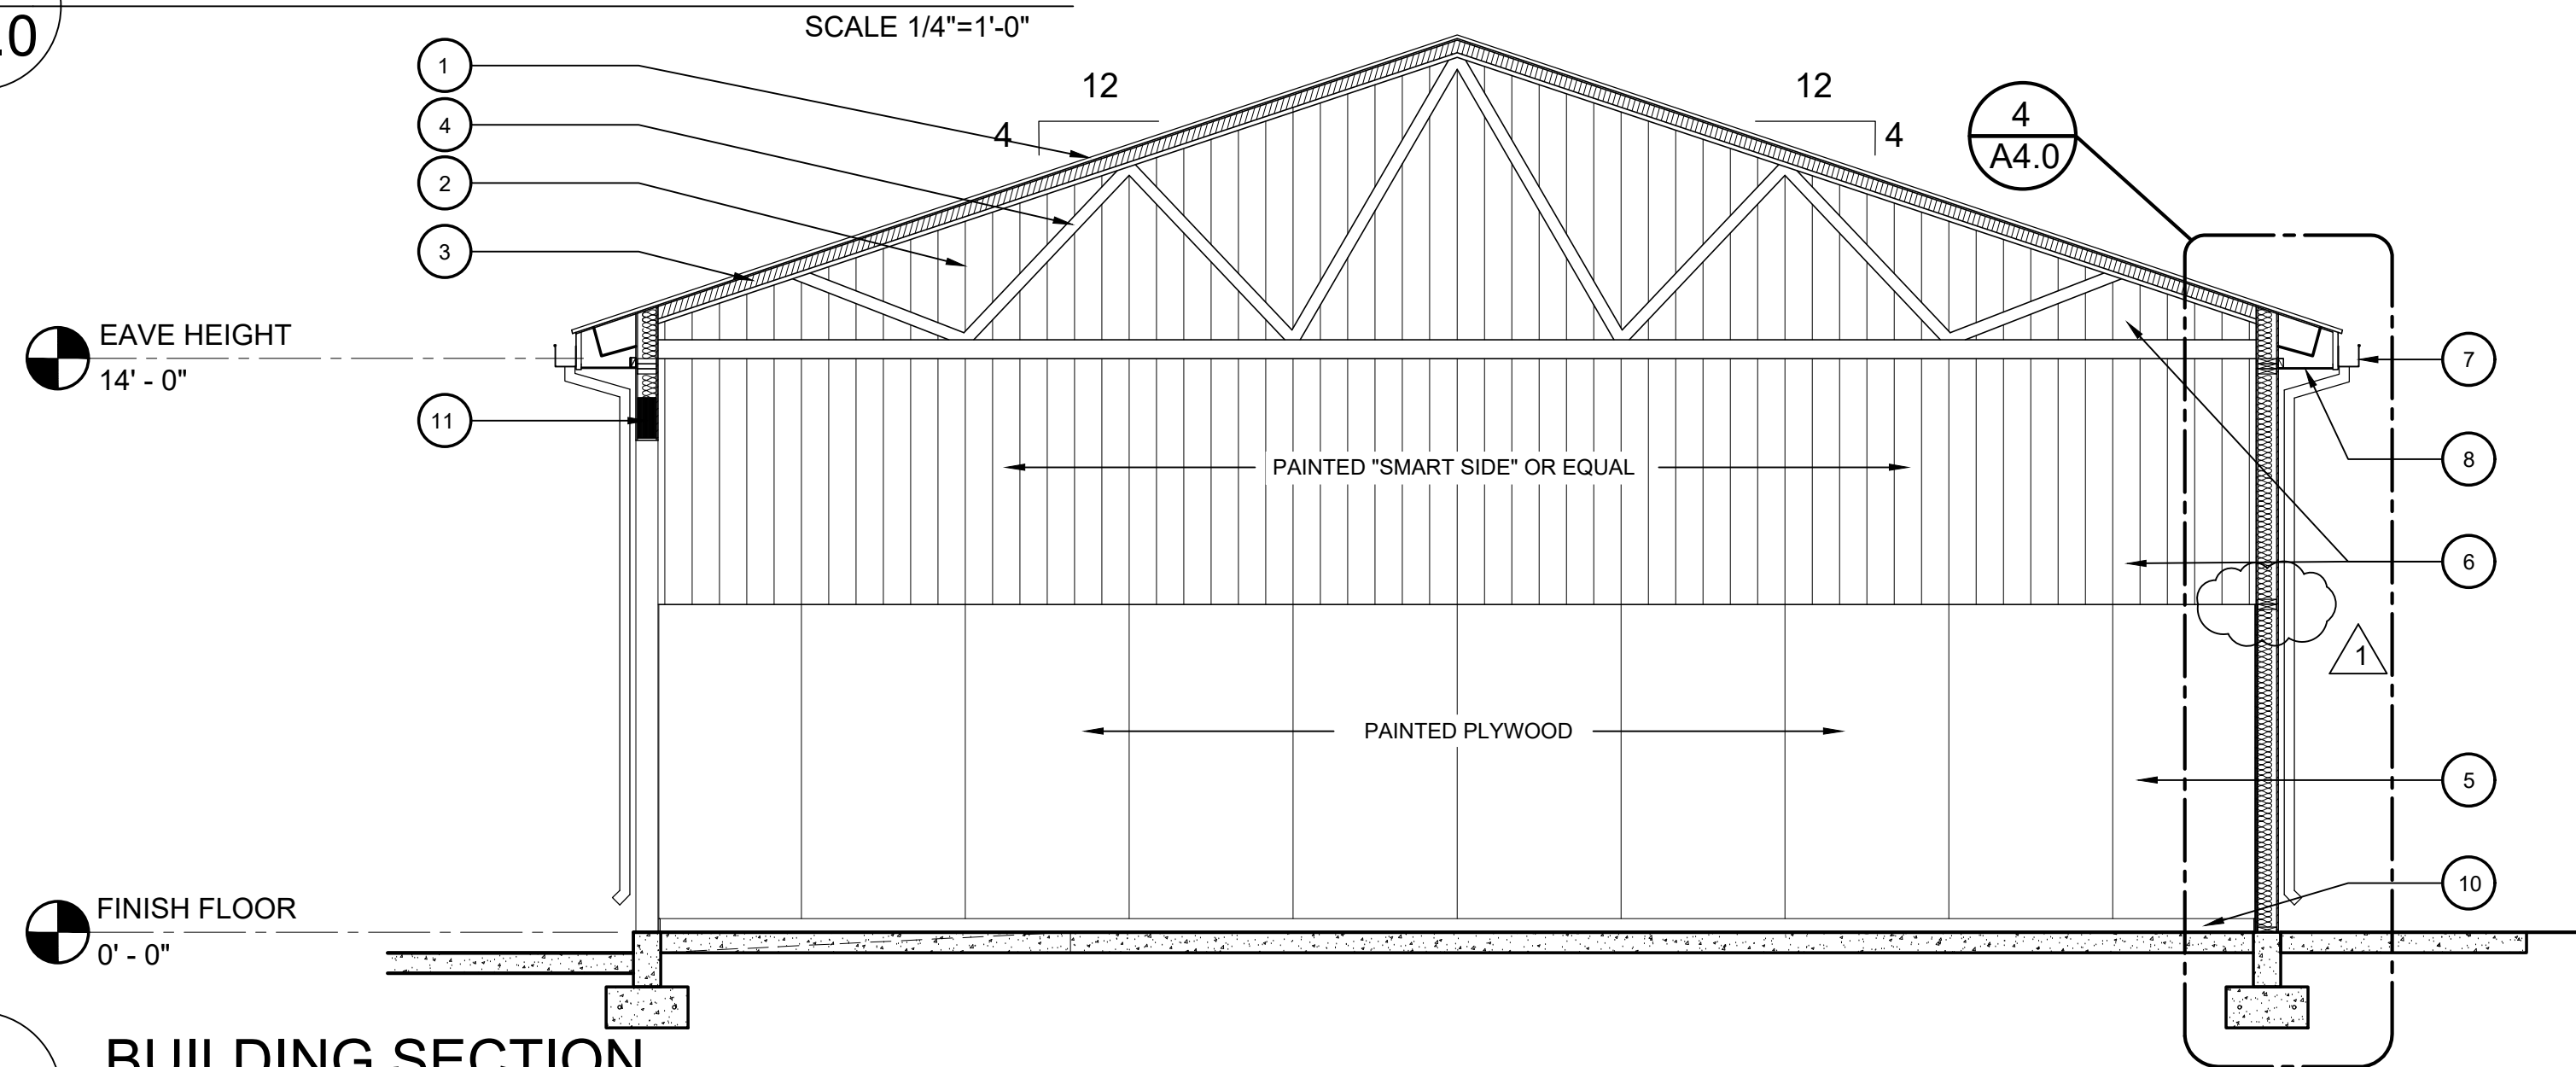 .0
SCALE 1/4"=1'-0"
1
4
2
3
12
4
12
4
4
A4.0
EAVE HEIGHT
14' - 0"
11
7
8
PAINTED "SMART SIDE" OR EQUAL
6
1
PAINTED PLYWOOD
5
10
FINISH FLOOR
0' - 0"
BUILDING SECTION